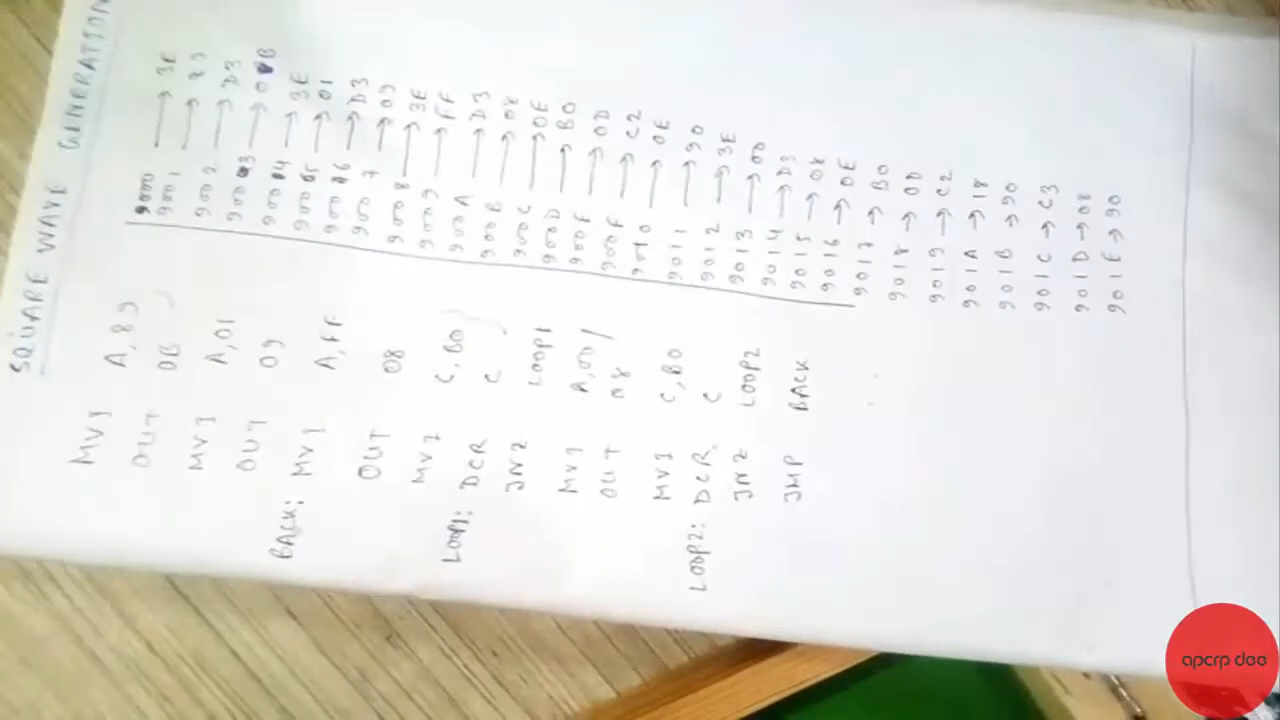 SQUARE WAVE GENERATION
MVI A, 89
OUT 0B
MVI A, 01
OUT 09
BACK: MVI A, FF
OUT 08
MVI C, B0
LOOP1: DCR C
JNZ LOOP1
MVI A, 00
OUT 08
MVI C, B0
LOOP2: DCR C
JNZ LOOP2
JMP BACK
9000 → 3E
9001 → 89
9002 → D3
9003 → 0B
9004 → 3E
9005 → 01
9006 → D3
9007 → 09
9008 → 3E
9009 → FF
900A → D3
900B → 08
900C → 0E
900D → B0
900E → 0D
900F → C2
9010 → 0E
9011 → 90
9012 → 3E
9013 → 00
9014 → D3
9015 → 08
9016 → 0E
9017 → B0
9018 → 0D
9019 → C2
901A → 18
901B → 90
901C → C3
901D → 08
901E → 90
apcrp deo